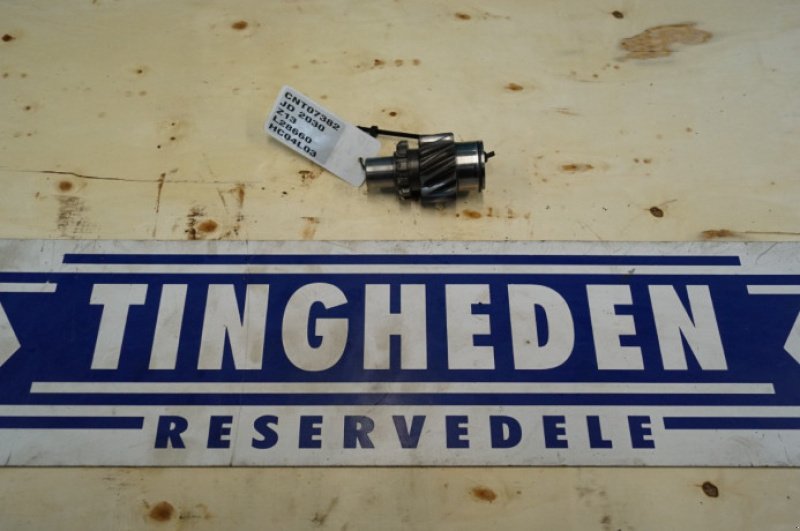 CNT07382
JD 2030
Z13
L28660
HC04L03
TINGHEDEN
RESERVEDELE